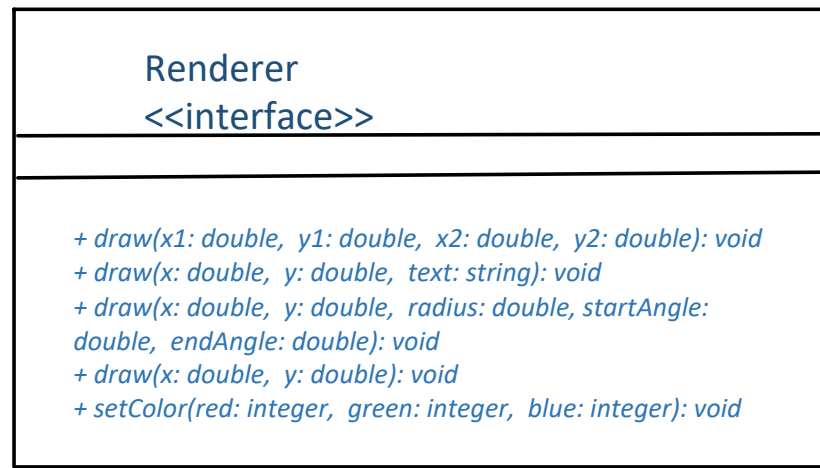 Renderer
<<interface>>
+ draw(x1: double, y1: double, x2: double, y2: double): void
+ draw(x: double, y: double, text: string): void
+ draw(x: double, y: double, radius: double, startAngle:
double, endAngle: double): void
+ draw(x: double, y: double): void
+ setColor(red: integer, green: integer, blue: integer): void